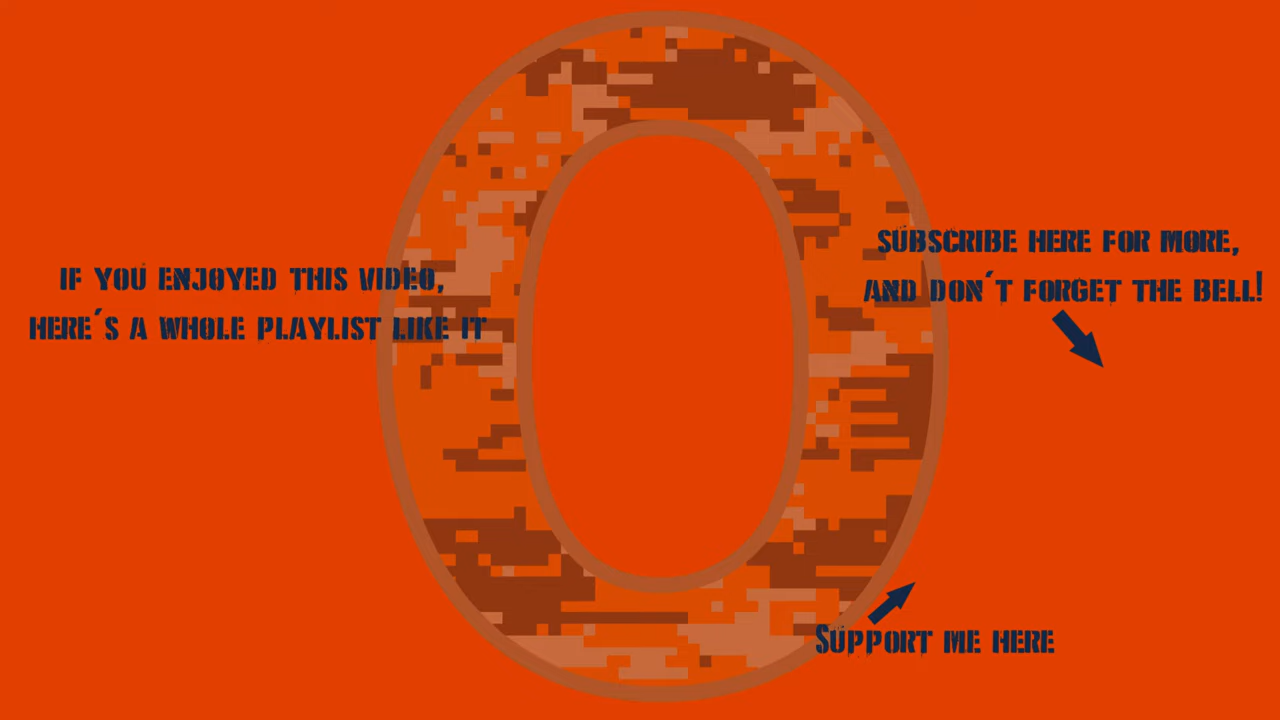 IF YOU ENJOYED THIS VIDEO,
HERE'S A WHOLE PLAYLIST LIKE IT
SUBSCRIBE HERE FOR MORE,
AND DON'T FORGET THE BELL!
SUPPORT ME HERE
O